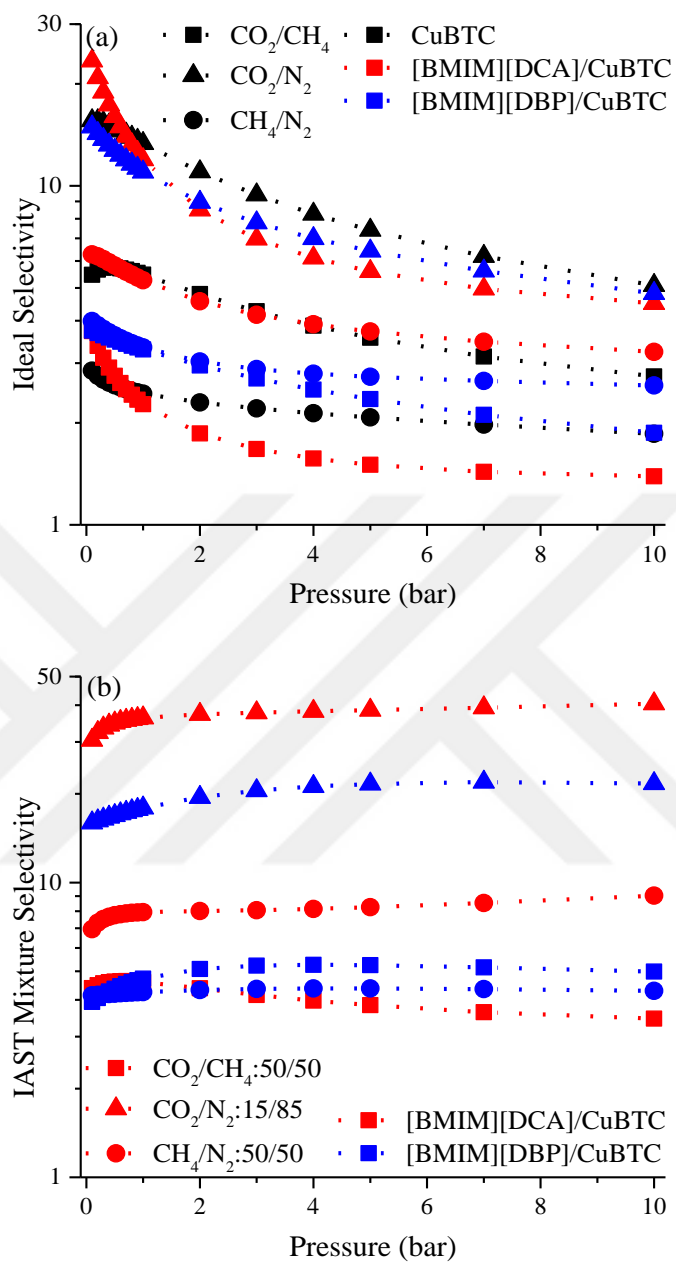 30
(a)
CO₂/CH₄
CuBTC
CO₂/N₂
[BMIM][DCA]/CuBTC
CH₄/N₂
[BMIM][DBP]/CuBTC
10
Ideal Selectivity
1
0 2 4 6 8 10
Pressure (bar)
50
(b)
10
IAST Mixture Selectivity
CO₂/CH₄:50/50
CO₂/N₂:15/85
[BMIM][DCA]/CuBTC
CH₄/N₂:50/50
[BMIM][DBP]/CuBTC
1
0 2 4 6 8 10
Pressure (bar)